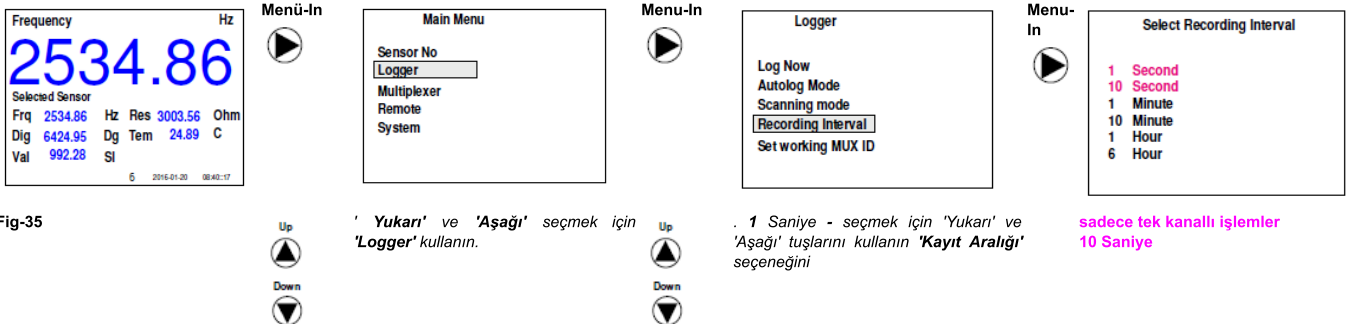 Frequency Hz
2534.86
Selected Sensor
Frq 2534.86 Hz Res 3003.56 Ohm
Dig 6424.95 Dg Tem 24.89 C
Val 992.28 SI
6 2016-01-20 08:40::17
Menü-In
Main Menu
Sensor No
Logger
Multiplexer
Remote
System
Menu-In
Logger
Log Now
Autolog Mode
Scanning mode
Recording Interval
Set working MUX ID
Menu-
In
Select Recording Interval
1 Second
10 Second
1 Minute
10 Minute
1 Hour
6 Hour
Fig-35
Up
Down
' Yukarı' ve 'Aşağı' seçmek için
'Logger' kullanın.
Up
Down
. 1 Saniye - seçmek için 'Yukarı' ve
'Aşağı' tuşlarını kullanın 'Kayıt Aralığı'
seçeneğini
sadece tek kanallı işlemler
10 Saniye